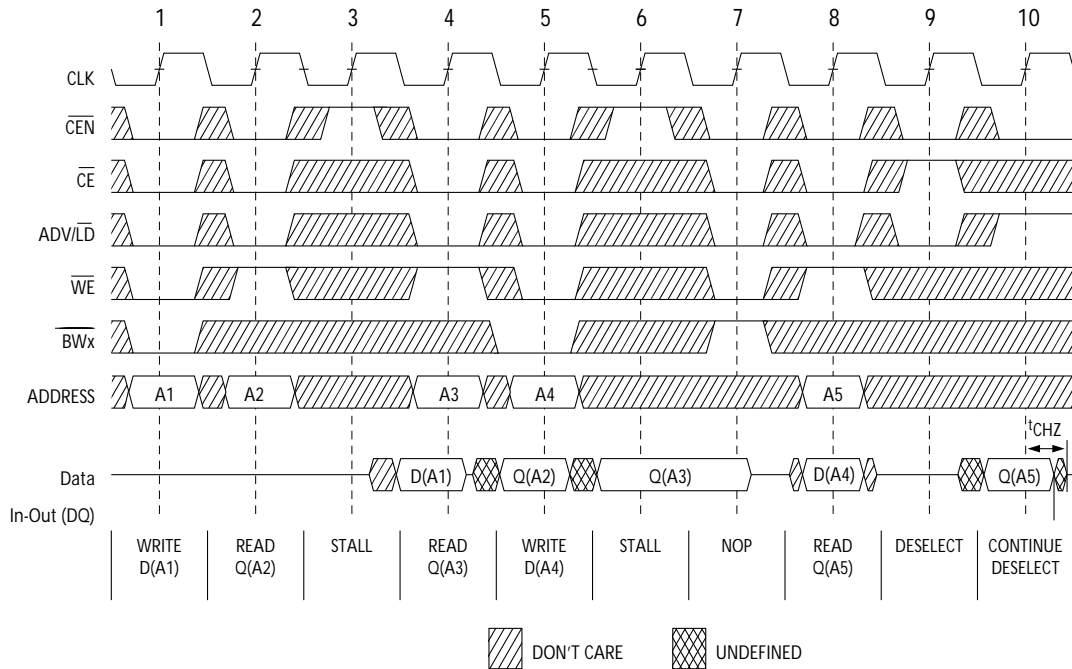 1 2 3 4 5 6 7 8 9 10
CLK
CEN
CE
ADV/LD
WE
BWx
ADDRESS A1 A2 A3 A4 A5
tCHZ
Data D(A1) Q(A2) Q(A3) D(A4) Q(A5)
In-Out (DQ)
WRITE READ STALL READ WRITE STALL NOP READ DESELECT CONTINUE
D(A1) Q(A2) Q(A3) D(A4) Q(A5) DESELECT
DON'T CARE UNDEFINED